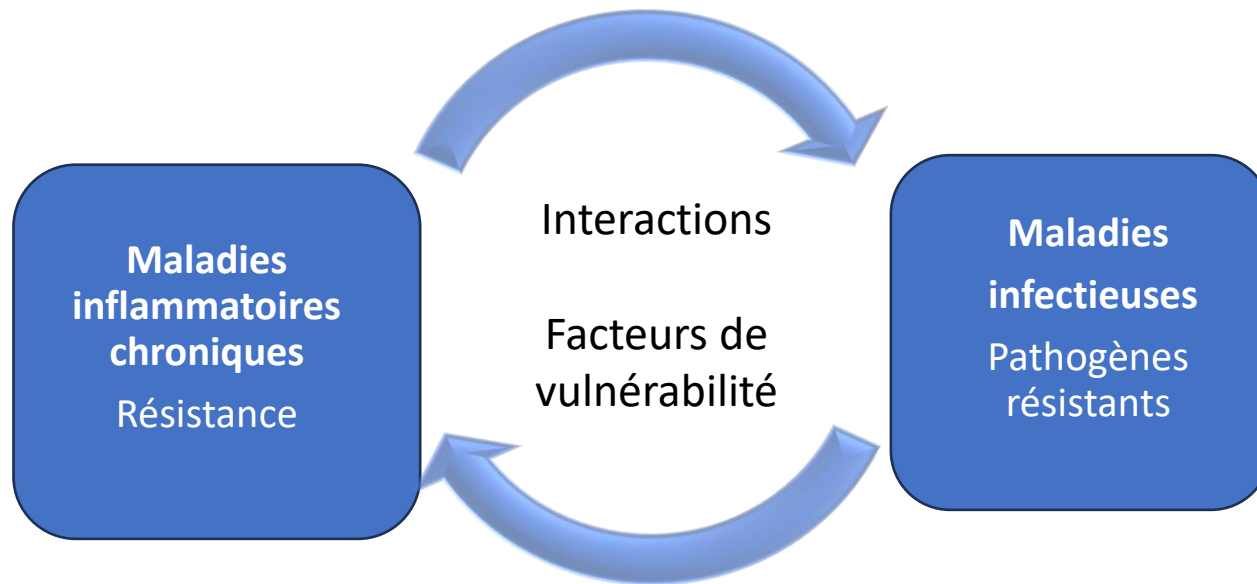 Maladies
inflammatoires
chroniques
Résistance
Interactions
Facteurs de
vulnérabilité
Maladies
infectieuses
Pathogènes
résistants